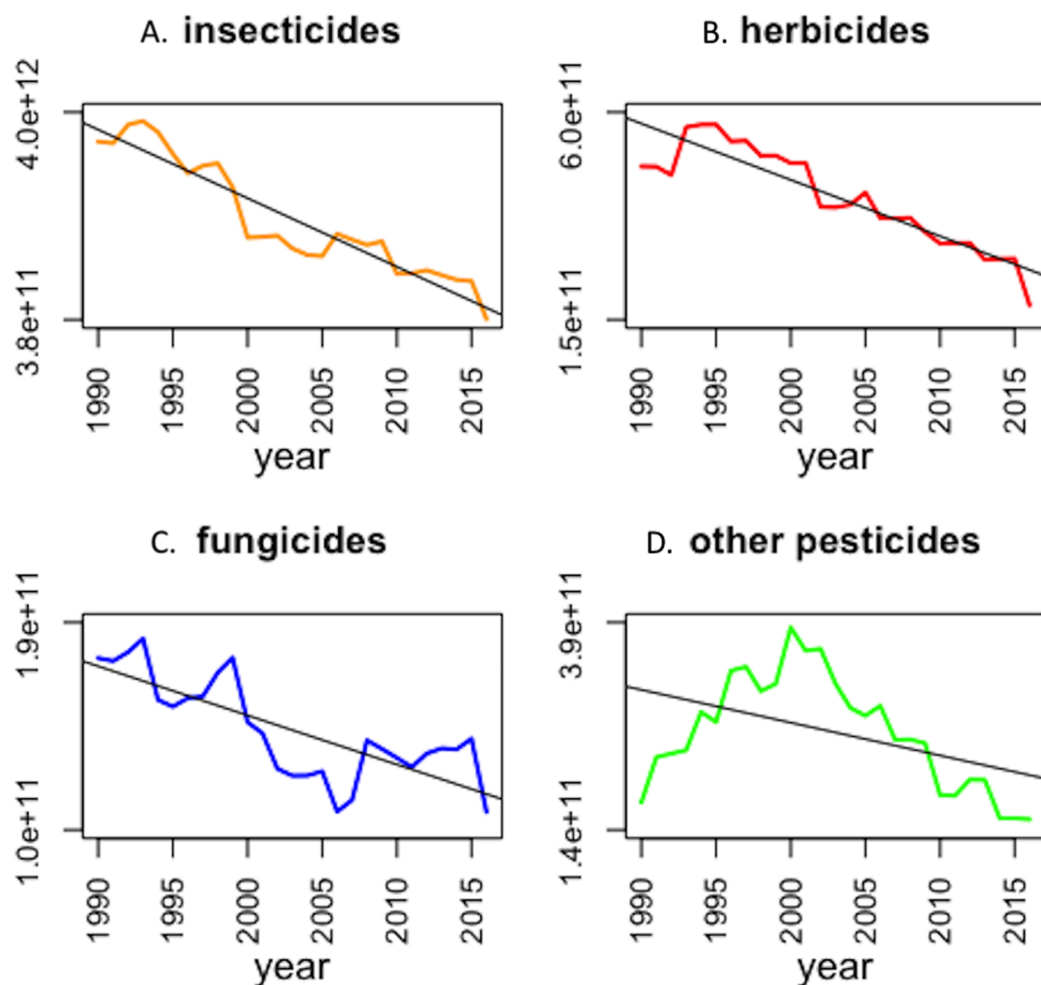 A. insecticides
4.0e+12
3.8e+11
1990
1995
2000
2005
2010
2015
year
B. herbicides
6.0e+11
1.5e+11
1990
1995
2000
2005
2010
2015
year
C. fungicides
1.9e+11
1.0e+11
1990
1995
2000
2005
2010
2015
year
D. other pesticides
3.9e+11
1.4e+11
1990
1995
2000
2005
2010
2015
year